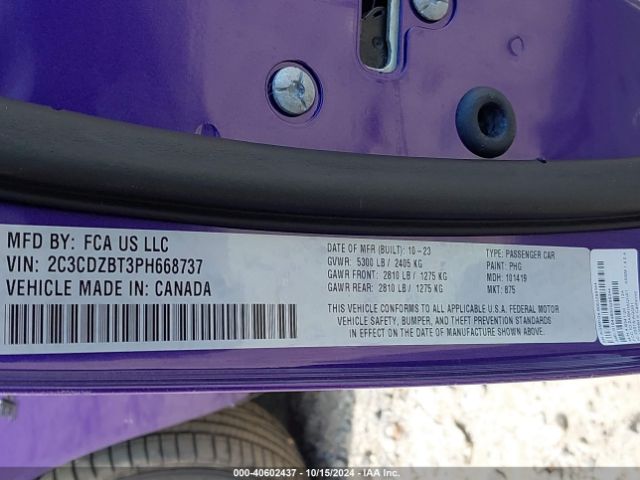 MFD BY: FCA US LLC
VIN: 2C3CDZBT3PH668737
VEHICLE MADE IN: CANADA
DATE OF MFR (BUILT): 10-23
GVWR: 5300 LB / 2405 KG
GAWR FRONT: 2810 LB / 1275 KG
GAWR REAR: 2810 LB / 1275 KG
TYPE: PASSENGER CAR
PAINT: PHG
MDH: 101419
MKT: B75
THIS VEHICLE CONFORMS TO ALL APPLICABLE U.S.A. FEDERAL MOTOR
VEHICLE SAFETY, BUMPER, AND THEFT PREVENTION STANDARDS
IN EFFECT ON THE DATE OF MANUFACTURE SHOWN ABOVE.
000-40602437 - 10/15/2024 - IAA Inc.